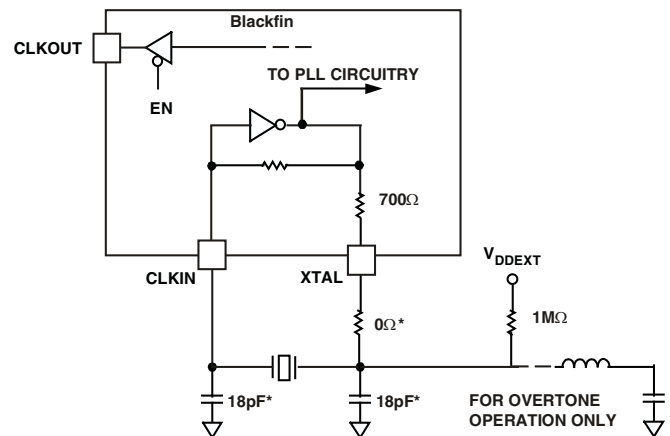 Blackfin
CLKOUT
TO PLL CIRCUITRY
EN
700Ω
CLKIN
XTAL
VDDEXT
0Ω*
1MΩ
18pF*
18pF*
FOR OVERTONE
OPERATION ONLY